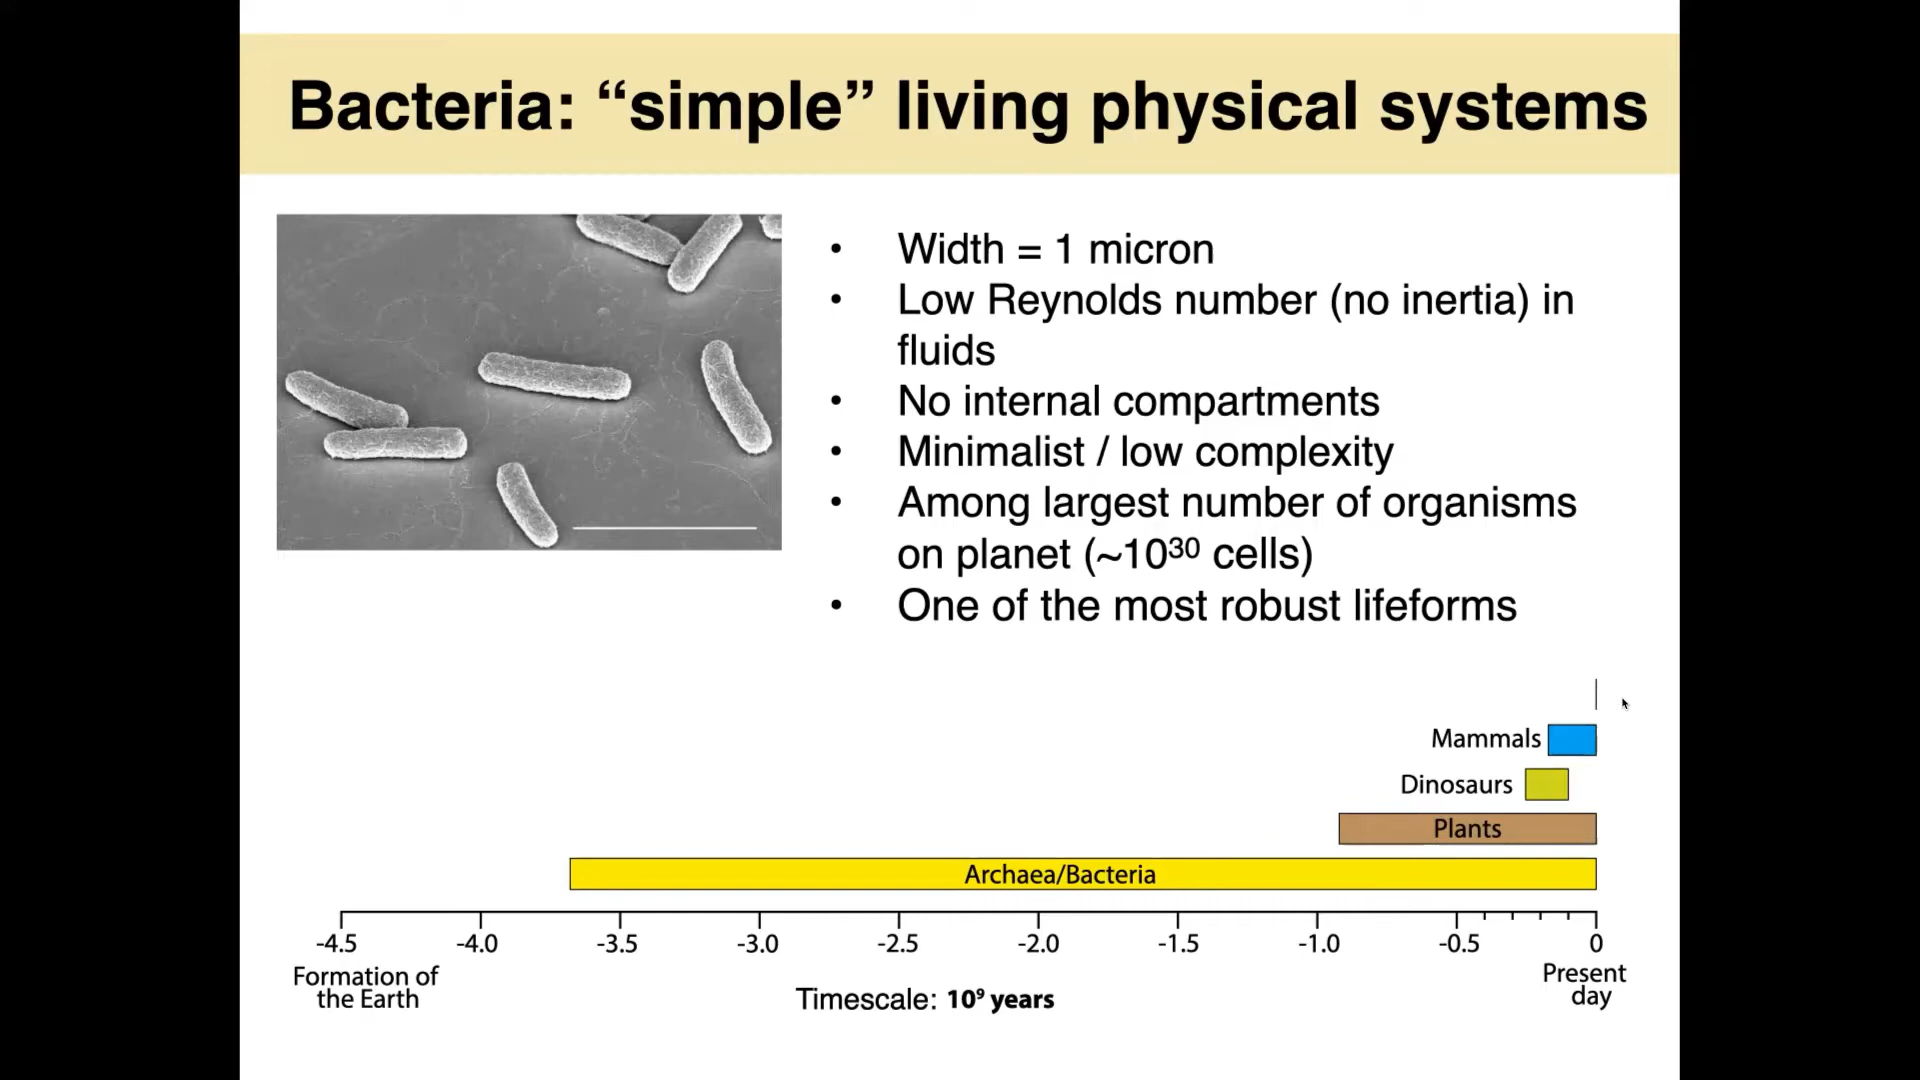 Bacteria: “simple” living physical systems
• Width = 1 micron
• Low Reynolds number (no inertia) in
fluids
• No internal compartments
• Minimalist / low complexity
• Among largest number of organisms
on planet (~10³⁰ cells)
• One of the most robust lifeforms
Mammals
Dinosaurs
Plants
Archaea/Bacteria
-4.5 -4.0 -3.5 -3.0 -2.5 -2.0 -1.5 -1.0 -0.5 0
Formation of
the Earth
Present
day
Timescale: 10⁹ years